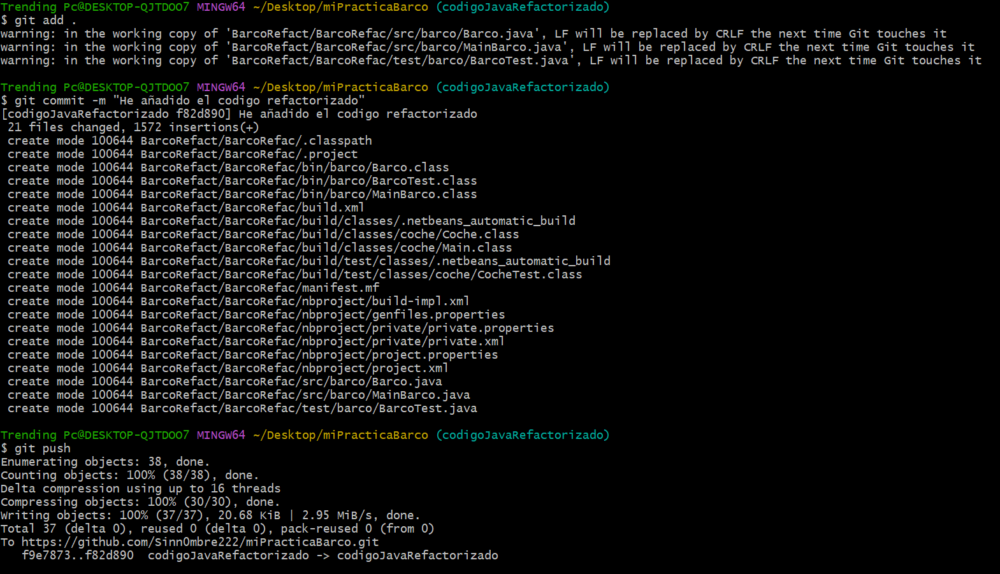 Trending Pc@DESKTOP-QJTDOO7 MINGW64 ~/Desktop/miPracticaBarco (codigoJavaRefactorizado)
$ git add .
warning: in the working copy of 'BarcoRefact/BarcoRefac/src/barco/Barco.java', LF will be replaced by CRLF the next time Git touches it
warning: in the working copy of 'BarcoRefact/BarcoRefac/src/barco/MainBarco.java', LF will be replaced by CRLF the next time Git touches it
warning: in the working copy of 'BarcoRefact/BarcoRefac/test/barco/BarcoTest.java', LF will be replaced by CRLF the next time Git touches it

Trending Pc@DESKTOP-QJTDOO7 MINGW64 ~/Desktop/miPracticaBarco (codigoJavaRefactorizado)
$ git commit -m "He añadido el codigo refactorizado"
[codigoJavaRefactorizado f82d890] He añadido el codigo refactorizado
 21 files changed, 1572 insertions(+)
 create mode 100644 BarcoRefact/BarcoRefac/.classpath
 create mode 100644 BarcoRefact/BarcoRefac/.project
 create mode 100644 BarcoRefact/BarcoRefac/bin/barco/Barco.class
 create mode 100644 BarcoRefact/BarcoRefac/bin/barco/BarcoTest.class
 create mode 100644 BarcoRefact/BarcoRefac/bin/barco/MainBarco.class
 create mode 100644 BarcoRefact/BarcoRefac/build.xml
 create mode 100644 BarcoRefact/BarcoRefac/build/classes/.netbeans_automatic_build
 create mode 100644 BarcoRefact/BarcoRefac/build/classes/coche/Coche.class
 create mode 100644 BarcoRefact/BarcoRefac/build/classes/coche/Main.class
 create mode 100644 BarcoRefact/BarcoRefac/build/test/classes/.netbeans_automatic_build
 create mode 100644 BarcoRefact/BarcoRefac/build/test/classes/coche/CocheTest.class
 create mode 100644 BarcoRefact/BarcoRefac/manifest.mf
 create mode 100644 BarcoRefact/BarcoRefac/nbproject/build-impl.xml
 create mode 100644 BarcoRefact/BarcoRefac/nbproject/genfiles.properties
 create mode 100644 BarcoRefact/BarcoRefac/nbproject/private/private.properties
 create mode 100644 BarcoRefact/BarcoRefac/nbproject/private/private.xml
 create mode 100644 BarcoRefact/BarcoRefac/nbproject/project.properties
 create mode 100644 BarcoRefact/BarcoRefac/nbproject/project.xml
 create mode 100644 BarcoRefact/BarcoRefac/src/barco/Barco.java
 create mode 100644 BarcoRefact/BarcoRefac/src/barco/MainBarco.java
 create mode 100644 BarcoRefact/BarcoRefac/test/barco/BarcoTest.java

Trending Pc@DESKTOP-QJTDOO7 MINGW64 ~/Desktop/miPracticaBarco (codigoJavaRefactorizado)
$ git push
Enumerating objects: 38, done.
Counting objects: 100% (38/38), done.
Delta compression using up to 16 threads
Compressing objects: 100% (30/30), done.
Writing objects: 100% (37/37), 20.68 KiB | 2.95 MiB/s, done.
Total 37 (delta 0), reused 0 (delta 0), pack-reused 0 (from 0)
To https://github.com/Sinn0mbre222/miPracticaBarco.git
   f9e7873..f82d890  codigoJavaRefactorizado -> codigoJavaRefactorizado